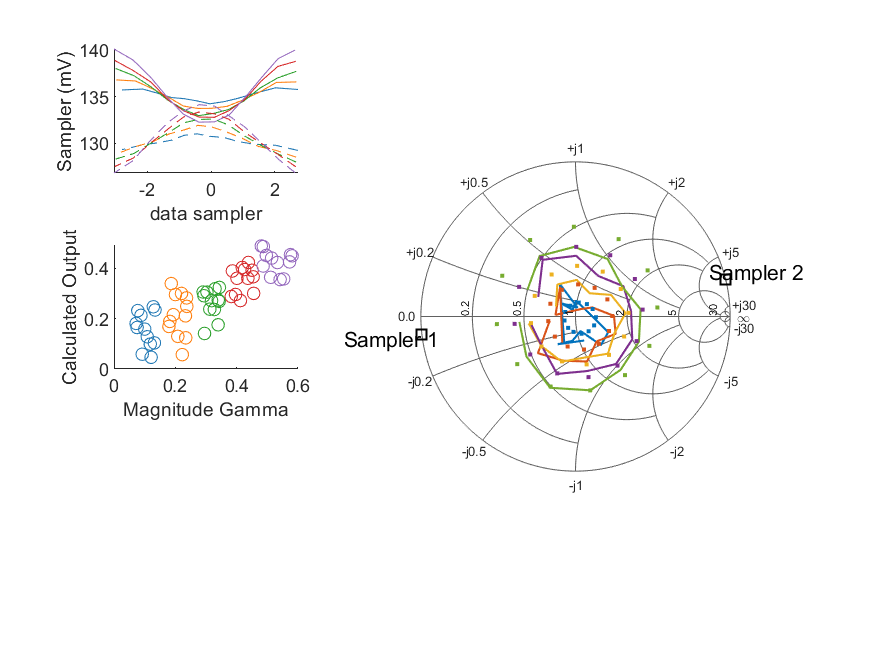 140
135
130
Sampler (mV)
-2
0
2
data sampler
0.4
0.2
0
Calculated Output
0
0.2
0.4
0.6
Magnitude Gamma
+j1
+j0.5
+j2
+j0.2
+j5
Sampler 2
0.0
0.2
0.5
1
2
5
30
+j30
∞
-j30
Sampler 1
-j0.2
-j5
-j0.5
-j2
-j1